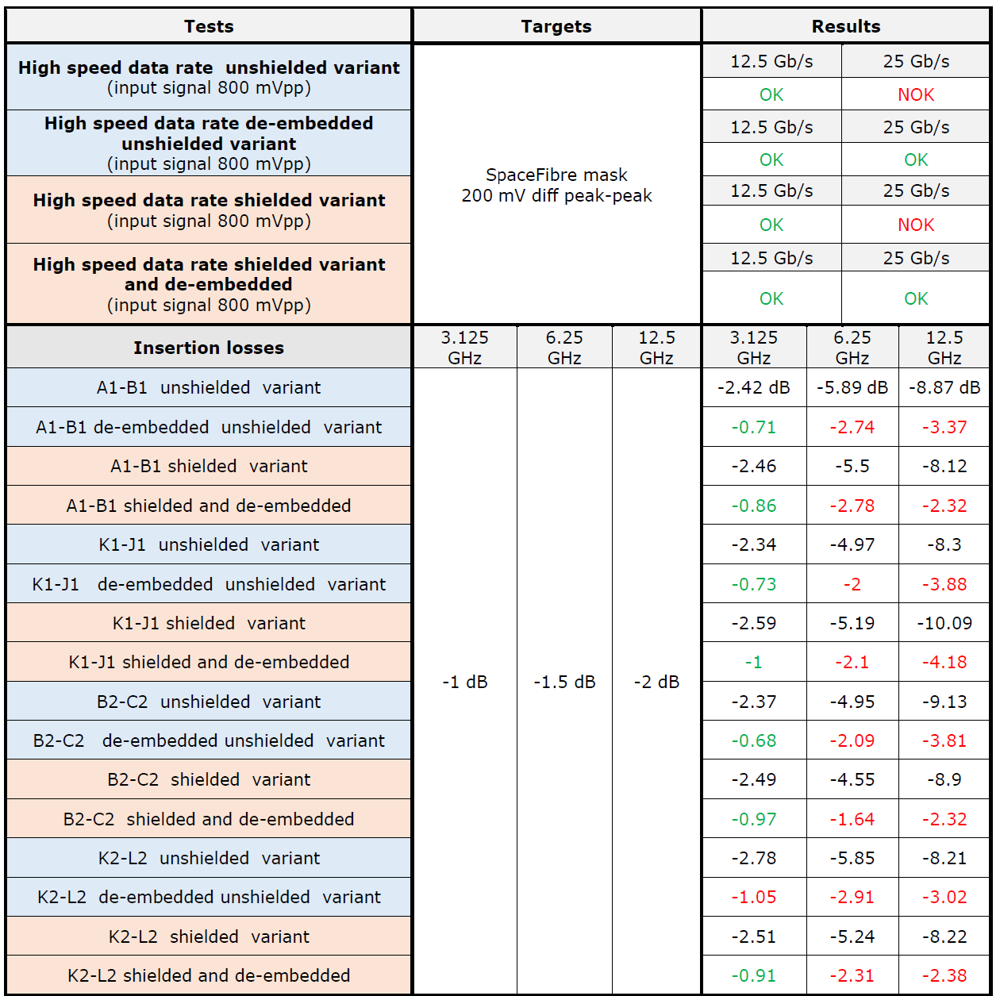 Tests Targets Results
High speed data rate unshielded variant
(input signal 800 mVpp)
12.5 Gb/s 25 Gb/s
OK NOK
High speed data rate de-embedded
unshielded variant
(input signal 800 mVpp)
12.5 Gb/s 25 Gb/s
OK OK
SpaceFibre mask
200 mV diff peak-peak
High speed data rate shielded variant
(input signal 800 mVpp)
12.5 Gb/s 25 Gb/s
OK NOK
High speed data rate shielded variant
and de-embedded
(input signal 800 mVpp)
12.5 Gb/s 25 Gb/s
OK OK
Insertion losses 3.125 GHz 6.25 GHz 12.5 GHz 3.125 GHz 6.25 GHz 12.5 GHz
A1-B1 unshielded variant -2.42 dB -5.89 dB -8.87 dB
A1-B1 de-embedded unshielded variant -0.71 -2.74 -3.37
A1-B1 shielded variant -2.46 -5.5 -8.12
A1-B1 shielded and de-embedded -0.86 -2.78 -2.32
K1-J1 unshielded variant -2.34 -4.97 -8.3
K1-J1 de-embedded unshielded variant -0.73 -2 -3.88
K1-J1 shielded variant -2.59 -5.19 -10.09
K1-J1 shielded and de-embedded -1 -2.1 -4.18
-1 dB -1.5 dB -2 dB
B2-C2 unshielded variant -2.37 -4.95 -9.13
B2-C2 de-embedded unshielded variant -0.68 -2.09 -3.81
B2-C2 shielded variant -2.49 -4.55 -8.9
B2-C2 shielded and de-embedded -0.97 -1.64 -2.32
K2-L2 unshielded variant -2.78 -5.85 -8.21
K2-L2 de-embedded unshielded variant -1.05 -2.91 -3.02
K2-L2 shielded variant -2.51 -5.24 -8.22
K2-L2 shielded and de-embedded -0.91 -2.31 -2.38